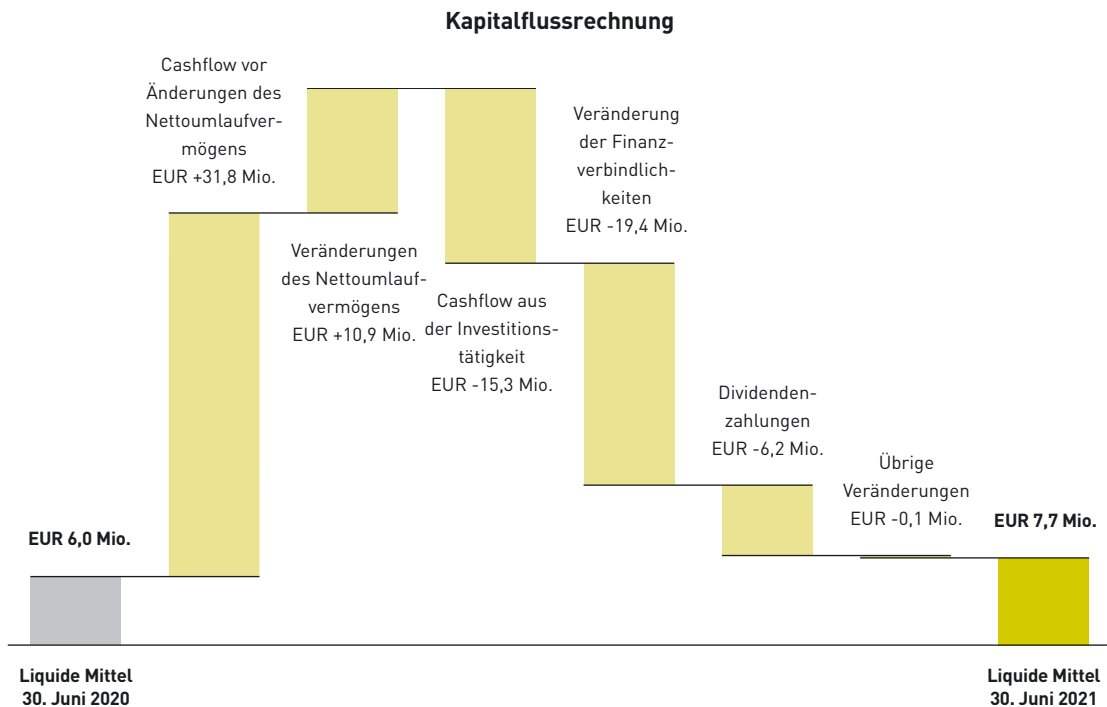 Kapitalflussrechnung
Cashflow vor
Änderungen des
Nettoumlaufver-
mögens
EUR +31,8 Mio.
Veränderungen
des Nettoumlauf-
vermögens
EUR +10,9 Mio.
Cashflow aus
der Investitions-
tätigkeit
EUR -15,3 Mio.
Veränderung
der Finanz-
verbindlich-
keiten
EUR -19,4 Mio.
Dividenden-
zahlungen
EUR -6,2 Mio.
Übrige
Veränderungen
EUR -0,1 Mio.
EUR 6,0 Mio.
EUR 7,7 Mio.
Liquide Mittel
30. Juni 2020
Liquide Mittel
30. Juni 2021